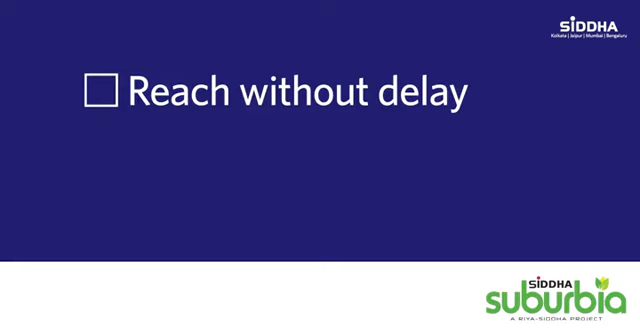 SiDDHA
Kolkata | Jaipur | Mumbai | Bengaluru
Reach without delay
SiDDHA
suburbia
A RIYA-SIDDHA PROJECT